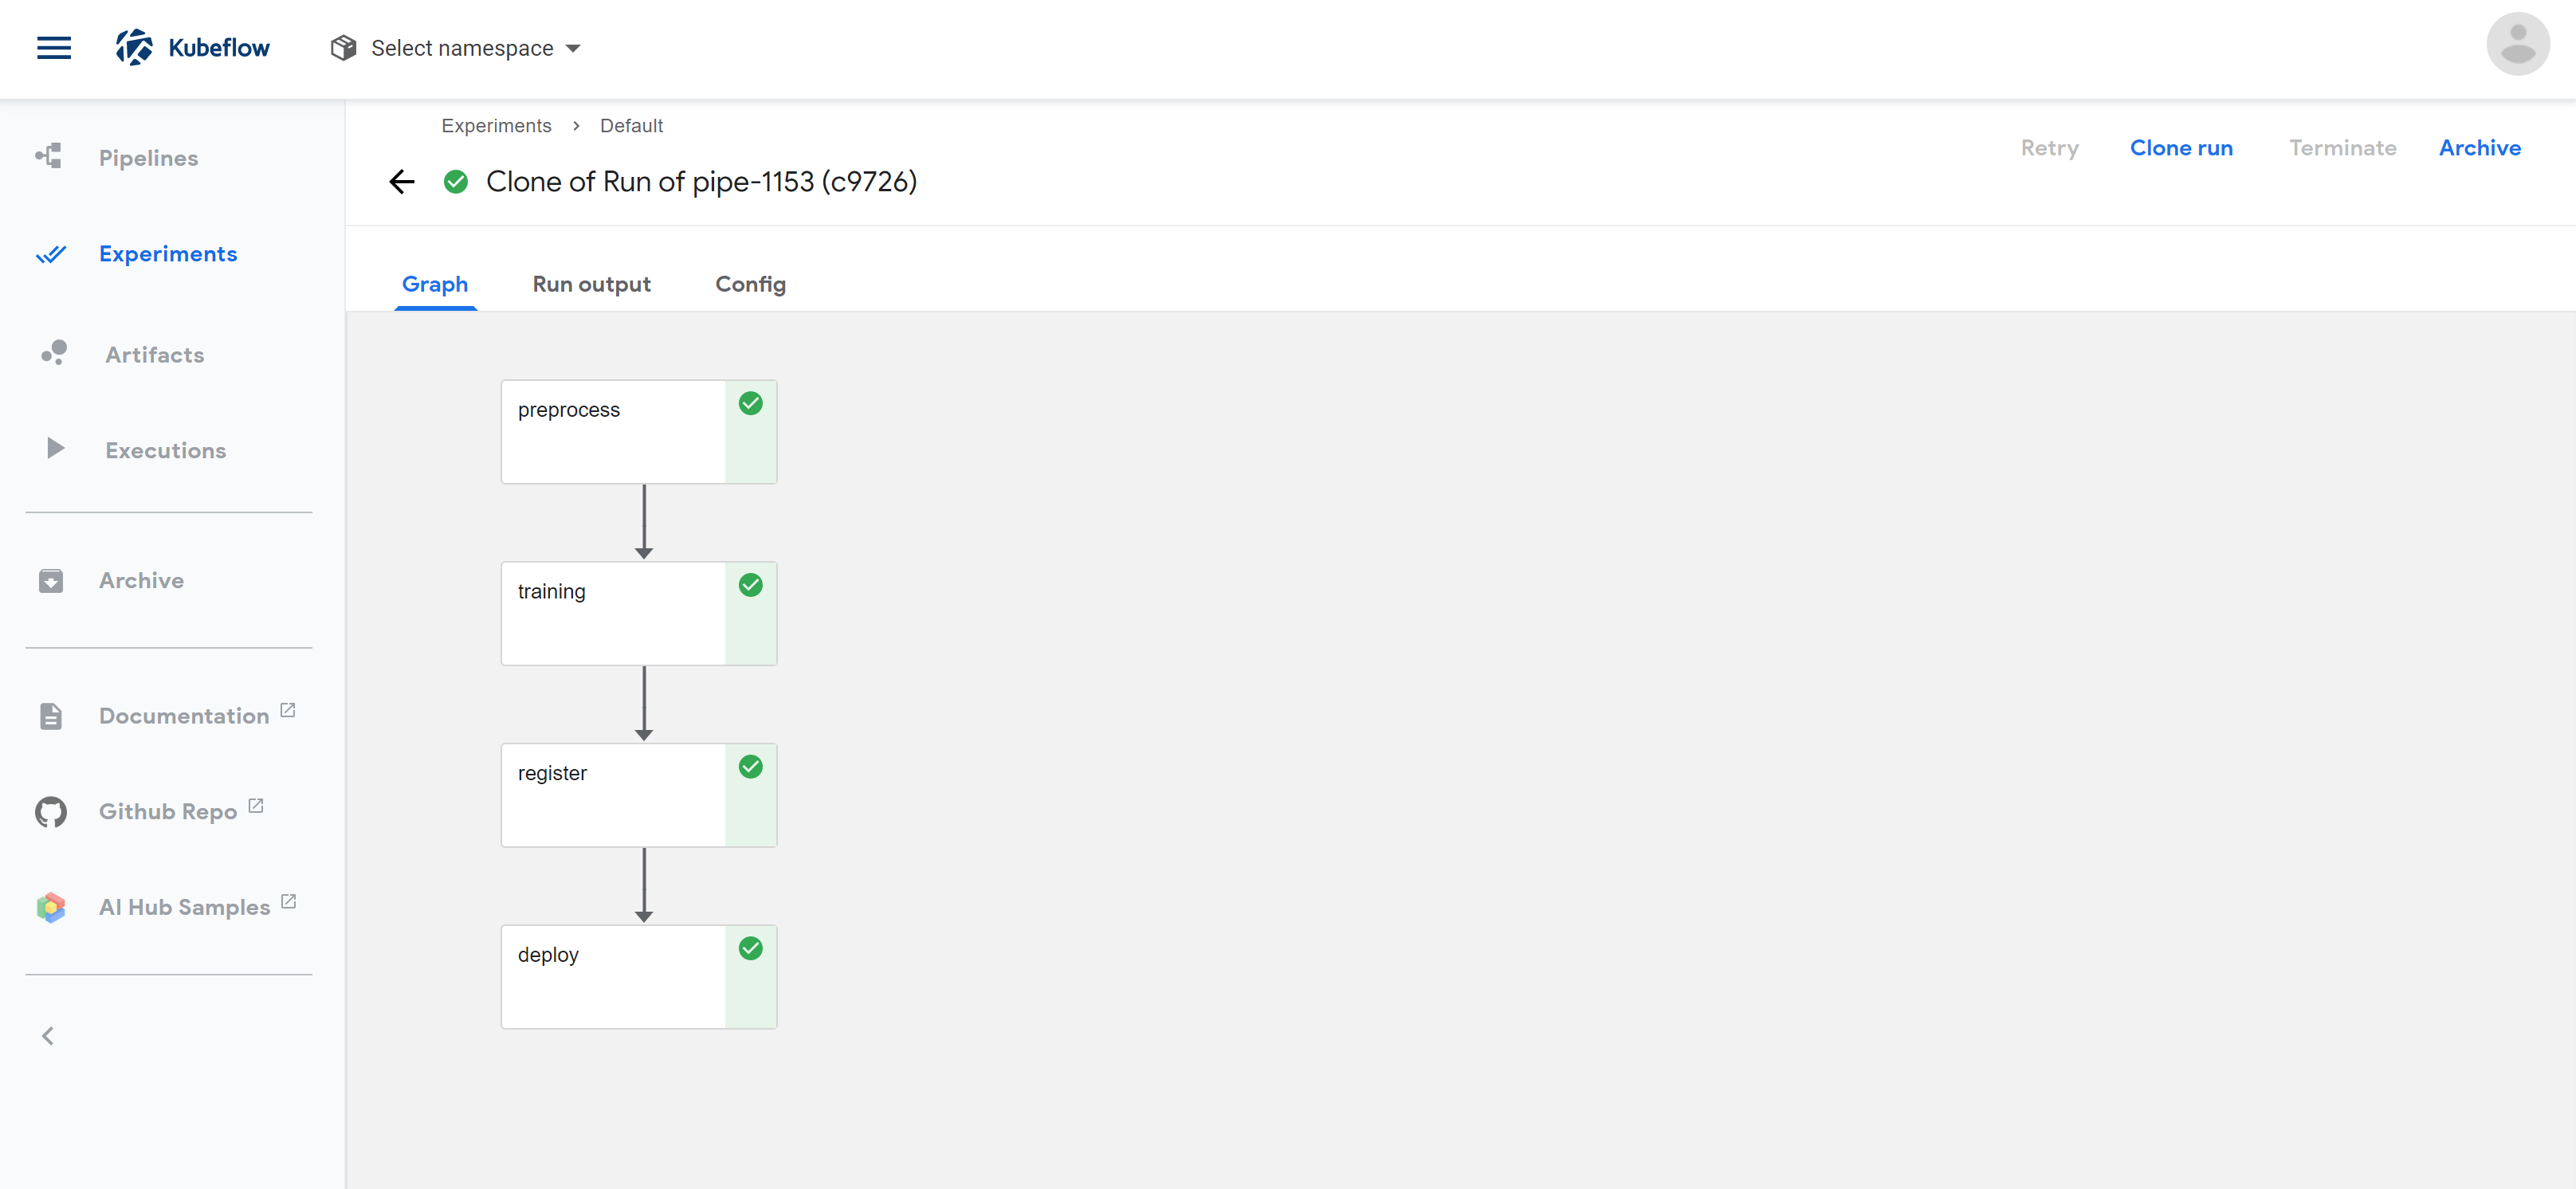 Kubeflow
Select namespace
Pipelines
Experiments
Artifacts
Executions
Archive
Documentation
Github Repo
AI Hub Samples
Experiments > Default
Clone of Run of pipe-1153 (c9726)
Retry Clone run Terminate Archive
Graph Run output Config
preprocess
training
register
deploy